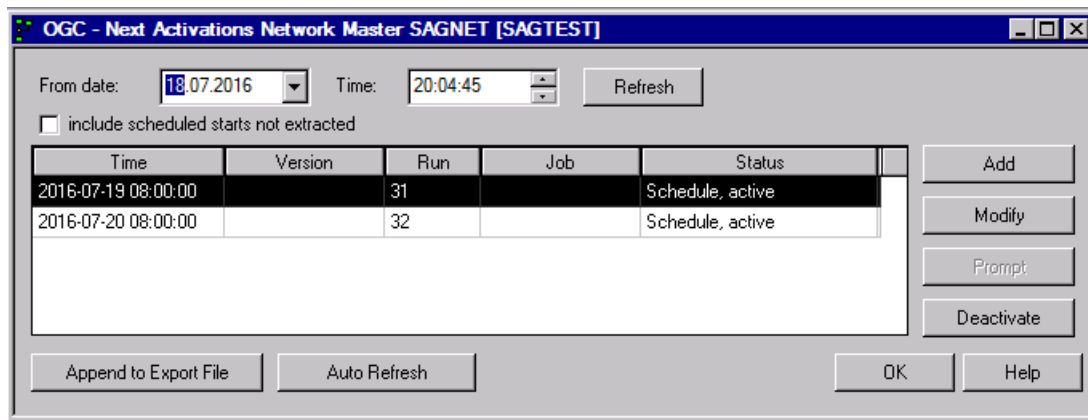 OGC - Next Activations Network Master SAGNET [SAGTEST]
From date: 18.07.2016 Time: 20:04:45 Refresh
include scheduled starts not extracted
Time Version Run Job Status Add
2016-07-19 08:00:00 31 Schedule, active
Modify
2016-07-20 08:00:00 32 Schedule, active
Prompt
Deactivate
Append to Export File Auto Refresh OK Help